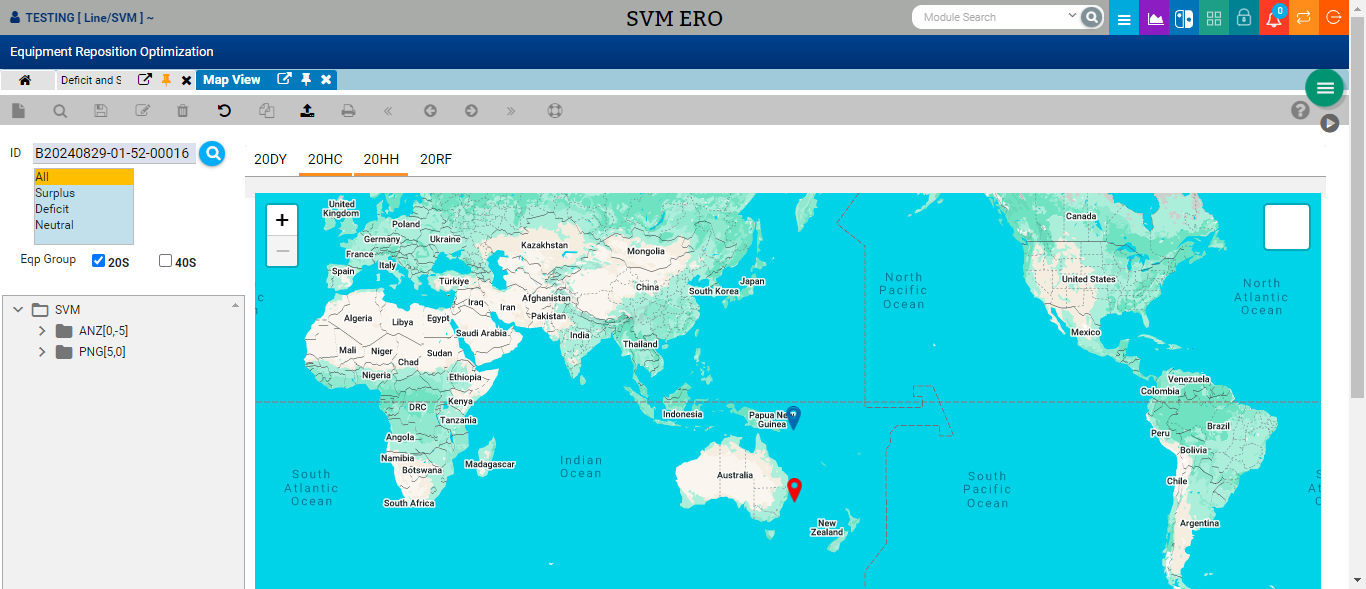 TESTING [ Line/SVM ] ~
SVM ERO
Module Search
0
Equipment Reposition Optimization
Deficit and S
Map View
ID
B20240829-01-52-00016
All
Surplus
Deficit
Neutral
Eqp Group
20S
40S
SVM
ANZ[0,-5]
PNG[5,0]
20DY
20HC
20HH
20RF
+
−
United
Kingdom
Poland
Germany
Ukraine
France
Italy
Spain
Türkiye
Kazakhstan
Mongolia
China
South Korea
Japan
Iraq
Iran
Afghanistan
Pakistan
Algeria
Libya
Egypt
Saudi Arabia
India
Thailand
Mali
Niger
Chad
Sudan
Nigeria
Ethiopia
DRC
Kenya
Tanzania
Angola
Namibia
Botswana
Madagascar
South Africa
Indonesia
Papua Ne
Guinea
Australia
New
Zealand
Canada
United States
Mexico
Venezuela
Colombia
Peru
Brazil
Bolivia
Chile
Argentina
North
Pacific
Ocean
North
Atlantic
Ocean
South
Atlantic
Ocean
Indian
Ocean
South
Pacific
Ocean